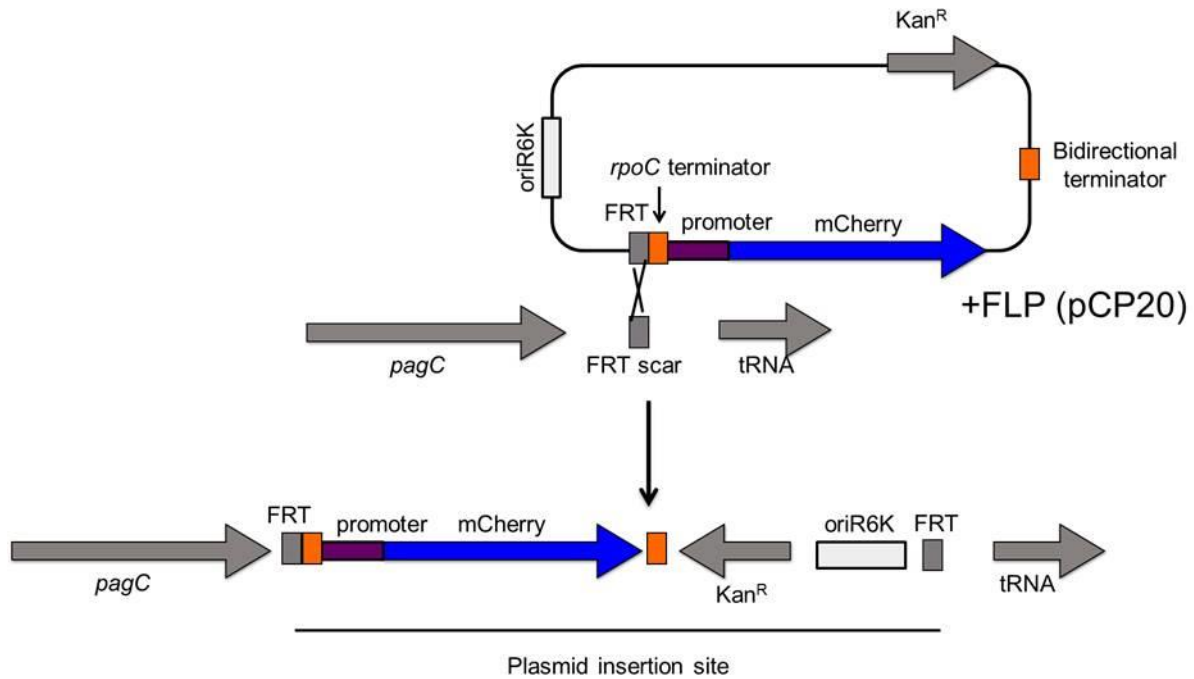 Kan^R
oriR6K
Bidirectional
terminator
rpoC terminator
FRT
promoter
mCherry
+FLP (pCP20)
pagC
FRT scar
tRNA
FRT
promoter
mCherry
oriR6K
FRT
pagC
Kan^R
tRNA
Plasmid insertion site